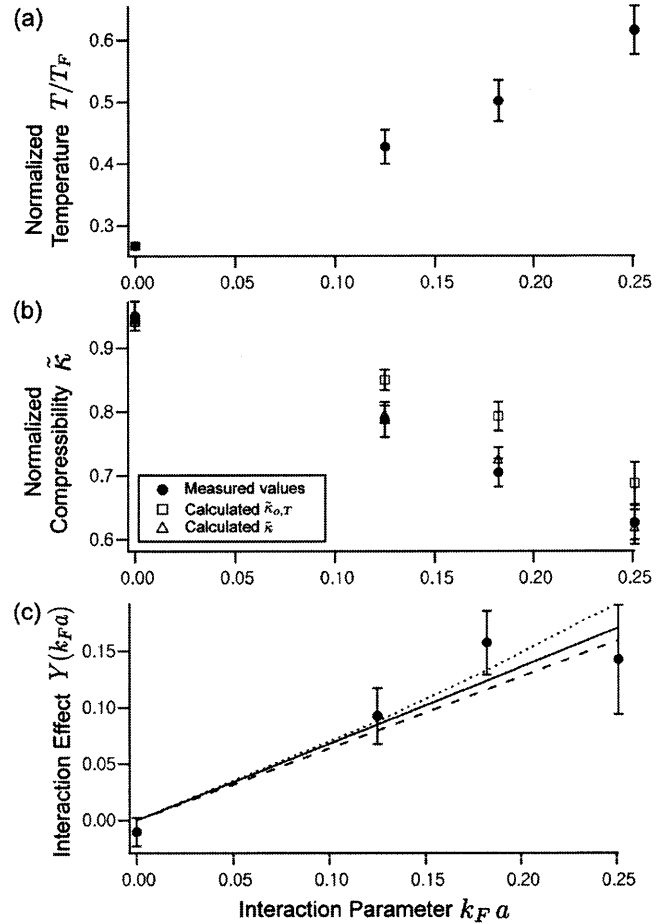 (a)
Normalized
Temperature T/T_F
0.6
0.5
0.4
0.3
0.00 0.05 0.10 0.15 0.20 0.25
(b)
Normalized
Compressibility κ̃
0.9
0.8
0.7
0.6
Measured values
Calculated κ̃_{o,T}
Calculated κ̃
0.00 0.05 0.10 0.15 0.20 0.25
(c)
Interaction Effect Y(k_F a)
0.15
0.10
0.05
0.00
0.00 0.05 0.10 0.15 0.20 0.25
Interaction Parameter k_F a